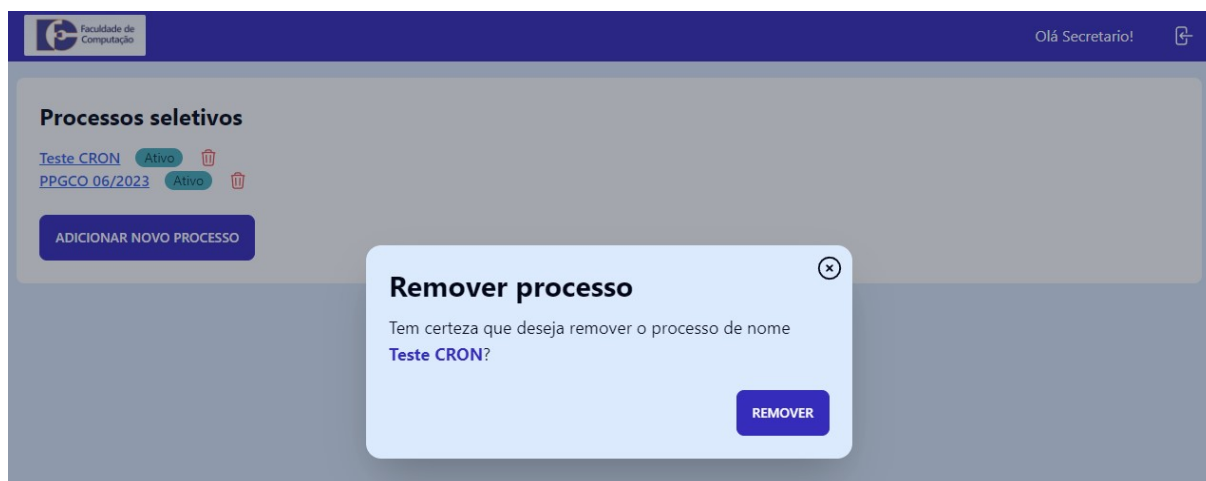 Faculdade de
Computação
Olá Secretario!
Processos seletivos
Teste CRON Ativo
PPGCO 06/2023 Ativo
ADICIONAR NOVO PROCESSO
Remover processo
Tem certeza que deseja remover o processo de nome
Teste CRON?
REMOVER